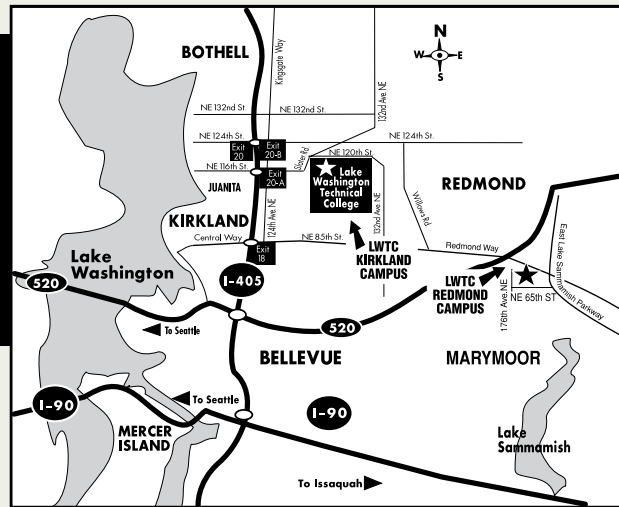 N
W E
S
BOTHELL
Kingsgate Way
132nd Ave. NE
NE 132nd St.
NE 132nd St.
NE 124th St.
NE 124th St.
Exit
20
Exit
20-B
Slater Rd
NE 120th St.
NE 116th St.
Exit
20-A
JUANITA
124th Ave NE
Lake
Washington
Technical
College
REDMOND
132nd Ave. NE
Willows Rd
KIRKLAND
Central Way
NE 85th St.
Exit
18
LWTC
KIRKLAND
CAMPUS
Redmond Way
East Lake Sammamish Parkway
LWTC
REDMOND
CAMPUS
176th Ave.NE
NE 65th ST
Lake
Washington
520
I-405
520
To Seattle
BELLEVUE
MARYMOOR
To Seattle
I-90
I-90
MERCER
ISLAND
Lake
Sammamish
To Issaquah